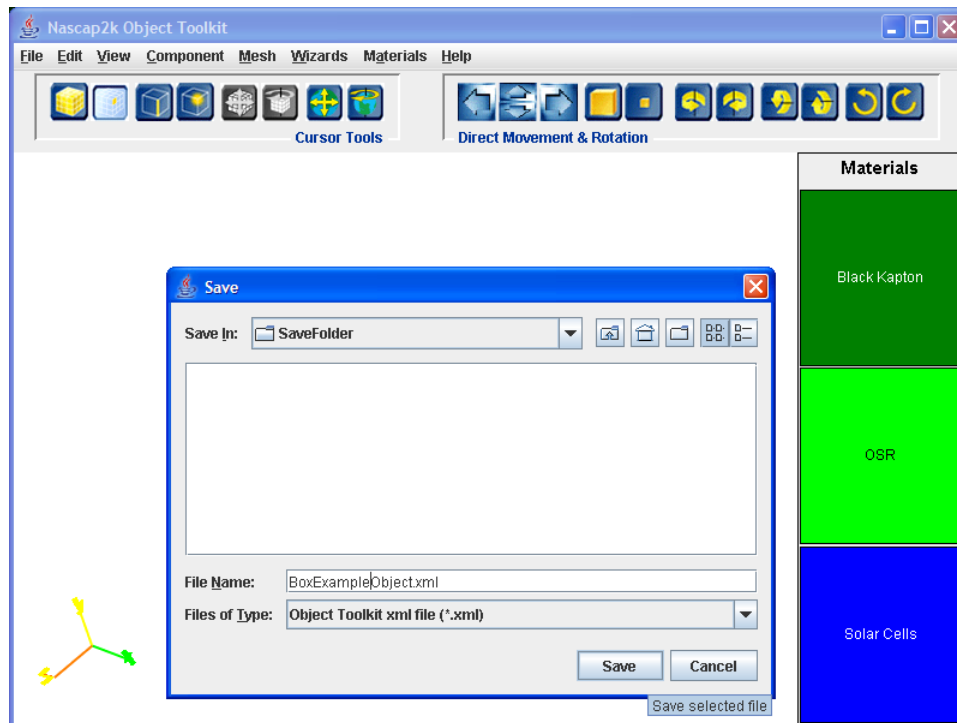 Nascap2k Object Toolkit
File Edit View Component Mesh Wizards Materials Help
Cursor Tools
Direct Movement & Rotation
Materials
Black Kapton
OSR
Solar Cells
Save
Save In: SaveFolder
File Name: BoxExampleObject.xml
Files of Type: Object Toolkit xml file (*.xml)
Save Cancel
Save selected file